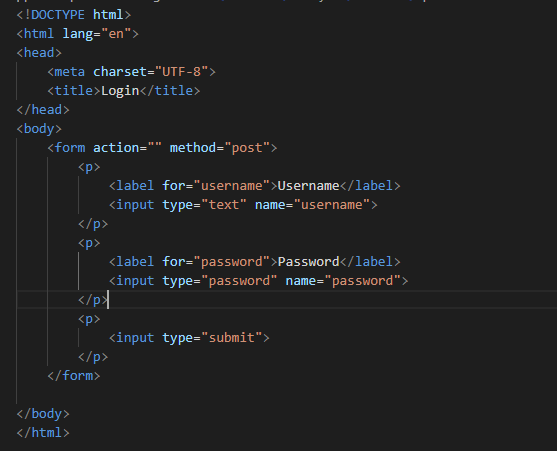 <!DOCTYPE html>
<html lang="en">
<head>
    <meta charset="UTF-8">
    <title>Login</title>
</head>
<body>
    <form action="" method="post">
        <p>
            <label for="username">Username</label>
            <input type="text" name="username">
        </p>
        <p>
            <label for="password">Password</label>
            <input type="password" name="password">
        </p>
        <p>
            <input type="submit">
        </p>
    </form>

</body>
</html>